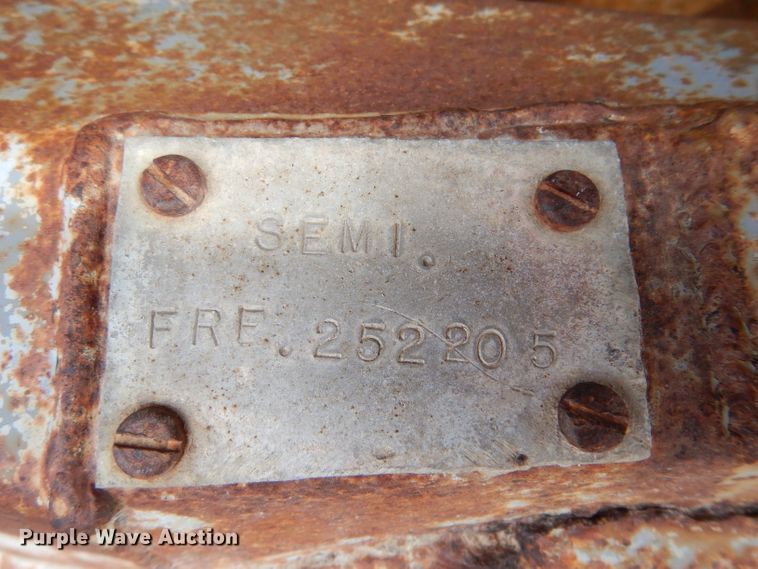 SEMI.
FRE.252205
Purple Wave Auction